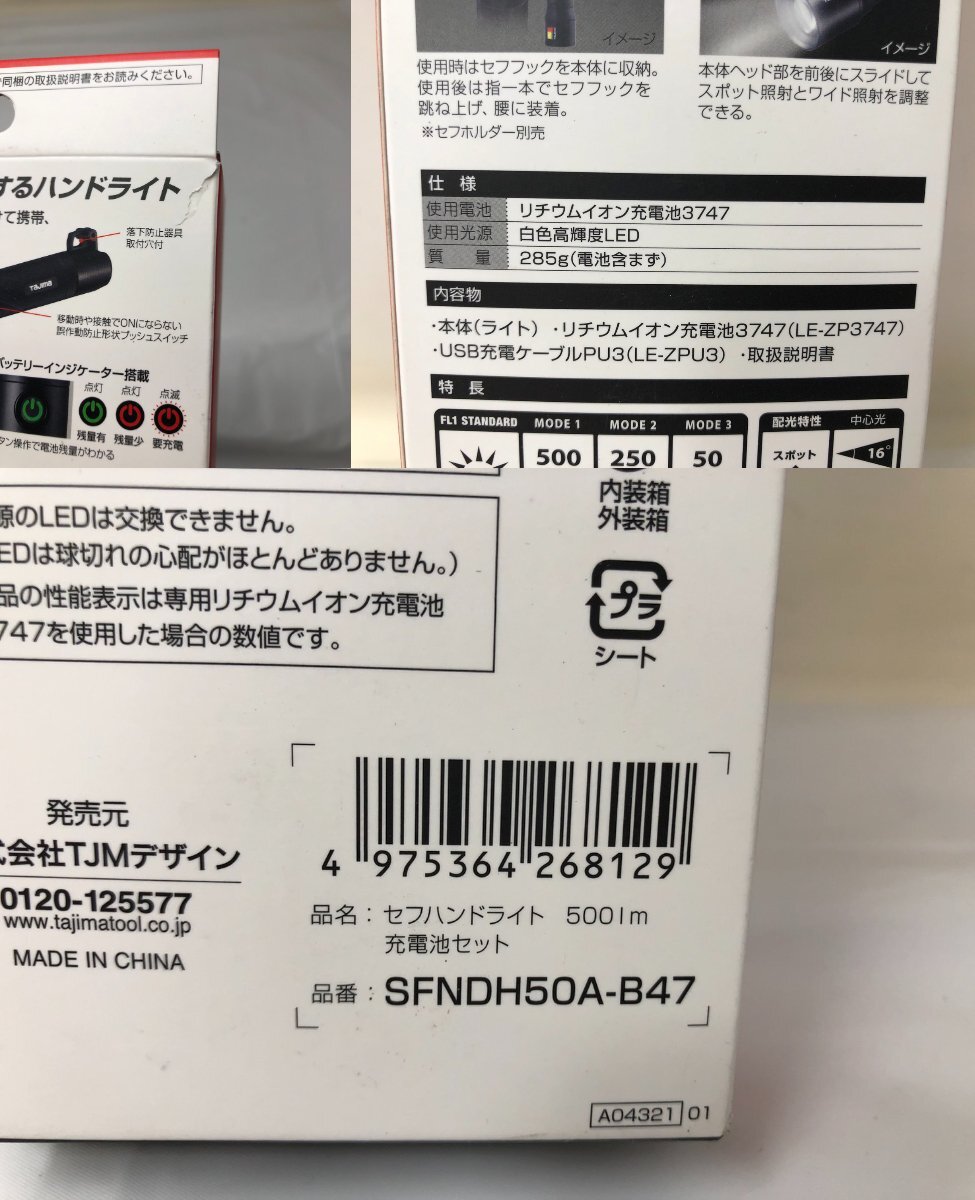 同梱の取扱説明書をお読みください。
するハンドライト
けて携帯、
落下防止器具
取付穴付
TAJIMA
移動時や接触でONにならない
誤作動防止形状プッシュスイッチ
バッテリーインジケーター搭載
点灯 点灯 点滅
残量有 残量少 要充電
タン操作で電池残量がわかる
イメージ
使用時はセフフックを本体に収納。
使用後は指一本でセフフックを
跳ね上げ、腰に装着。
※セフホルダー別売
イメージ
本体ヘッド部を前後にスライドして
スポット照射とワイド照射を調整
できる。
仕 様
使用電池 リチウムイオン充電池3747
使用光源 白色高輝度LED
質 量 285g(電池含まず)
内容物
・本体(ライト) ・リチウムイオン充電池3747(LE-ZP3747)
・USB充電ケーブルPU3(LE-ZPU3) ・取扱説明書
特 長
FL1 STANDARD MODE 1 MODE 2 MODE 3
500 250 50
配光特性 中心光
スポット 16°
源のLEDは交換できません。
EDは球切れの心配がほとんどありません。)
品の性能表示は専用リチウムイオン充電池
3747を使用した場合の数値です。
内装箱
外装箱
プラ
シート
発売元
式会社TJMデザイン
0120-125577
www.tajimatool.co.jp
MADE IN CHINA
4 975364 268129
品名：セフハンドライト 500lm
充電池セット
品番：SFNDH50A-B47
A04321 01